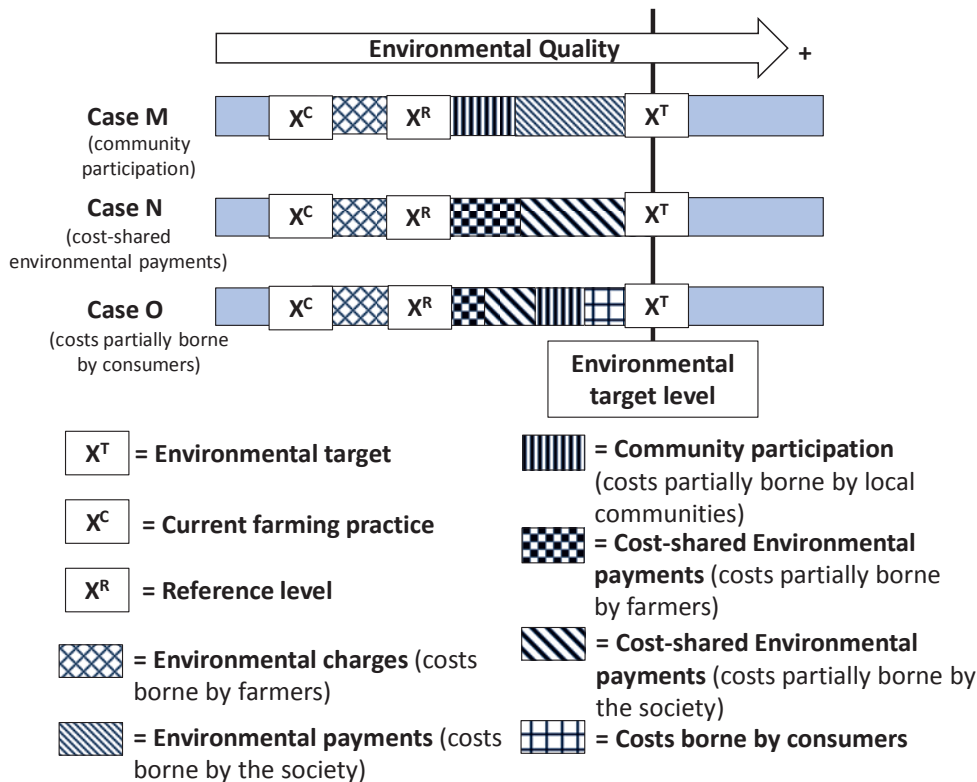 Environmental Quality
+
Case M
(community
participation)
X^C X^R X^T
Case N
(cost-shared
environmental payments)
X^C X^R X^T
Case O
(costs partially borne
by consumers)
X^C X^R X^T
Environmental
target level
X^T = Environmental target
X^C = Current farming practice
X^R = Reference level
= Environmental charges (costs
borne by farmers)
= Environmental payments (costs
borne by the society)
= Community participation
(costs partially borne by local
communities)
= Cost-shared Environmental
payments (costs partially borne
by farmers)
= Cost-shared Environmental
payments (costs partially borne by
the society)
= Costs borne by consumers